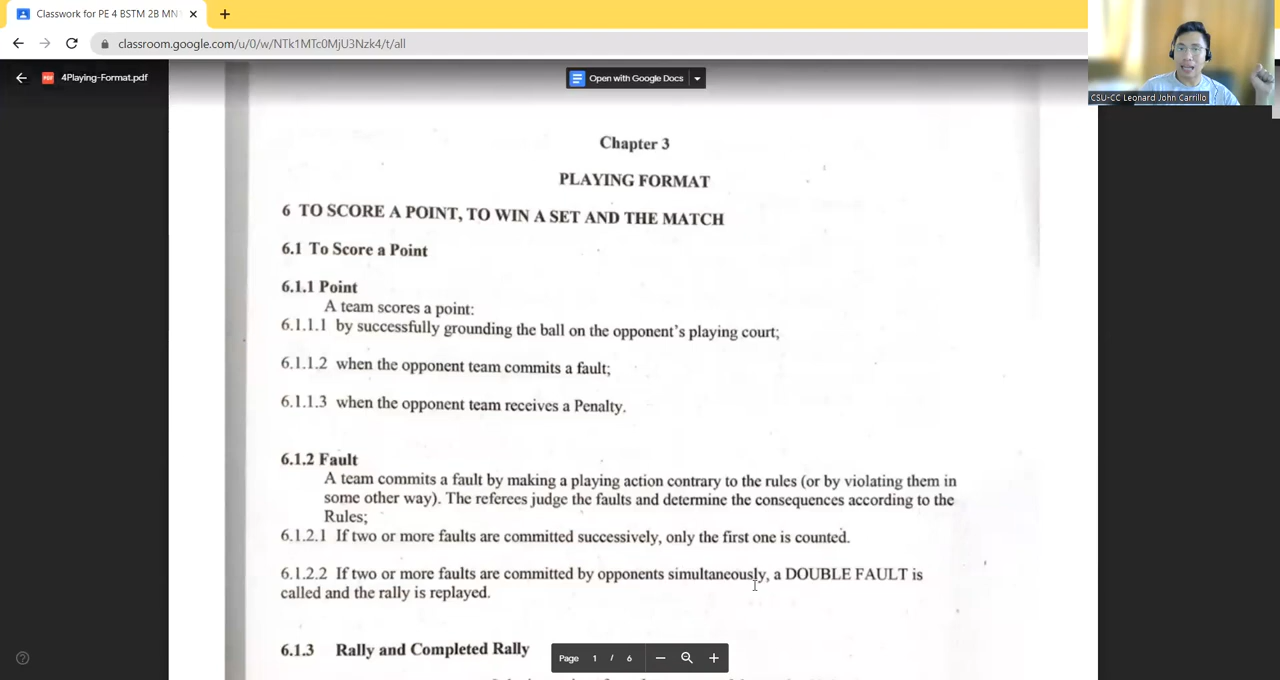 Classwork for PE 4 BSTM 2B MN
classroom.google.com/u/0/w/NTk1MTc0MjU3Nzk4/t/all
4Playing-Format.pdf
Open with Google Docs
CSU-CC Leonard John Carrillo
Chapter 3
PLAYING FORMAT
6 TO SCORE A POINT, TO WIN A SET AND THE MATCH
6.1 To Score a Point
6.1.1 Point
A team scores a point:
6.1.1.1 by successfully grounding the ball on the opponent's playing court;
6.1.1.2 when the opponent team commits a fault;
6.1.1.3 when the opponent team receives a Penalty.
6.1.2 Fault
A team commits a fault by making a playing action contrary to the rules (or by violating them in
some other way). The referees judge the faults and determine the consequences according to the
Rules;
6.1.2.1 If two or more faults are committed successively, only the first one is counted.
6.1.2.2 If two or more faults are committed by opponents simultaneously, a DOUBLE FAULT is
called and the rally is replayed.
6.1.3 Rally and Completed Rally
Page 1 / 6